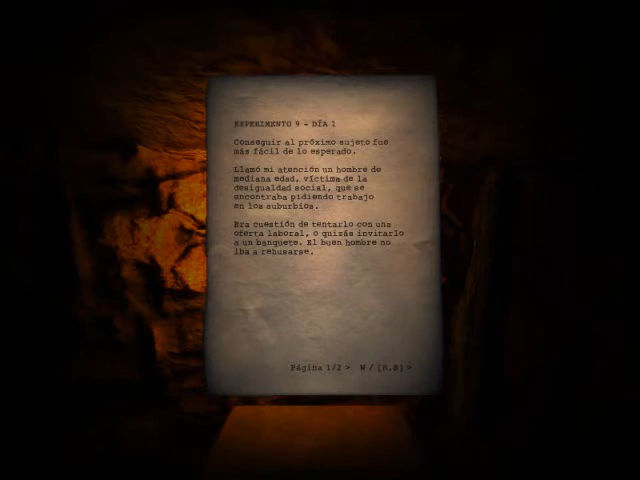 EXPERIMENTO 9 - DÍA 1
Conseguir al próximo sujeto fue
más fácil de lo esperado.
Llamó mi atención un hombre de
mediana edad, víctima de la
desigualdad social, que se
encontraba pidiendo trabajo
en los suburbios.
Era cuestión de tentarlo con una
oferta laboral, o quizás invitarlo
a un banquete. El buen hombre no
iba a rehusarse.
Página 1/2 > W / [N.8] >